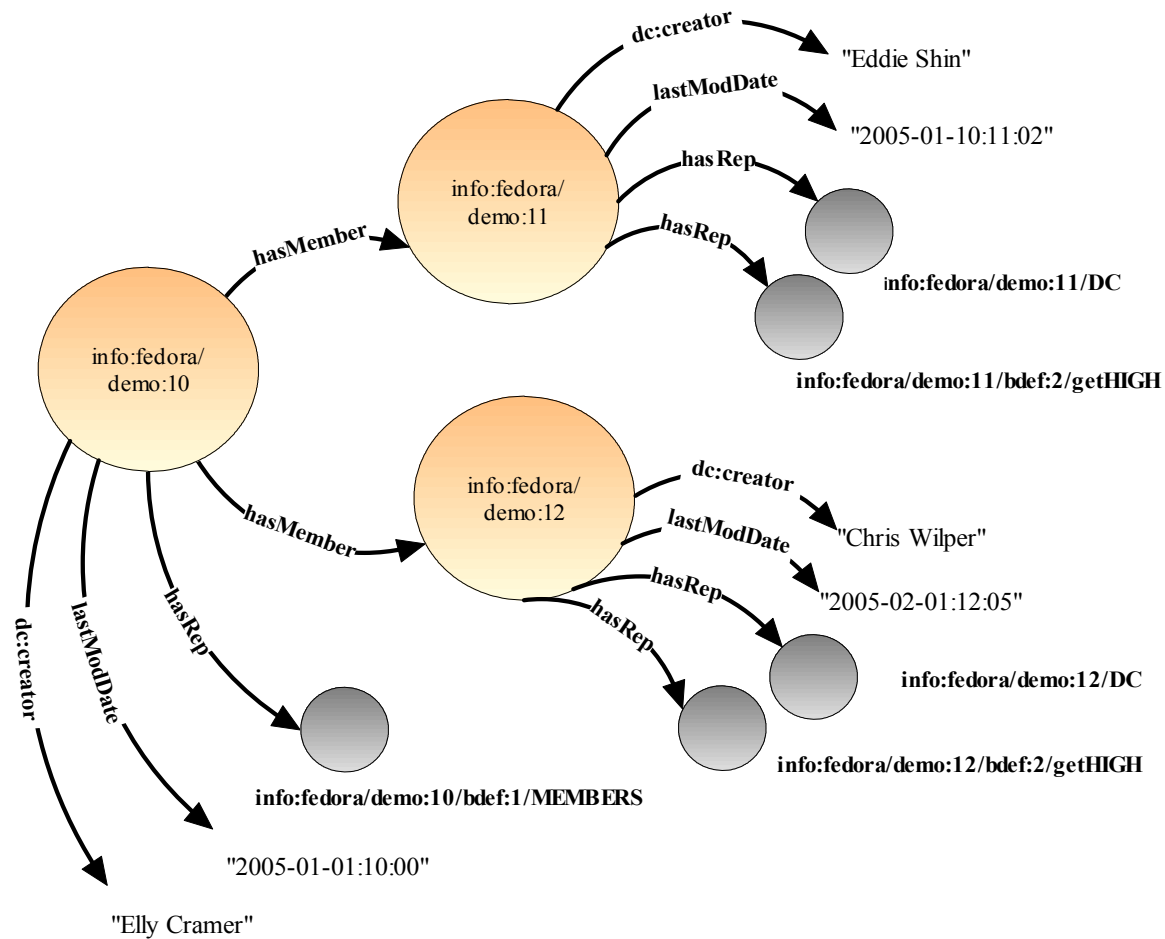 dc:creator
"Eddie Shin"
lastModDate
"2005-01-10:11:02"
hasRep
info:fedora/
demo:11
hasRep
hasMember
info:fedora/demo:11/DC
info:fedora/
demo:10
info:fedora/demo:11/bdef:2/getHIGH
dc:creator
info:fedora/
demo:12
lastModDate
"Chris Wilper"
hasMember
hasRep
"2005-02-01:12:05"
hasRep
hasRep
dc:creator
lastModDate
info:fedora/demo:12/DC
info:fedora/demo:12/bdef:2/getHIGH
info:fedora/demo:10/bdef:1/MEMBERS
"2005-01-01:10:00"
"Elly Cramer"